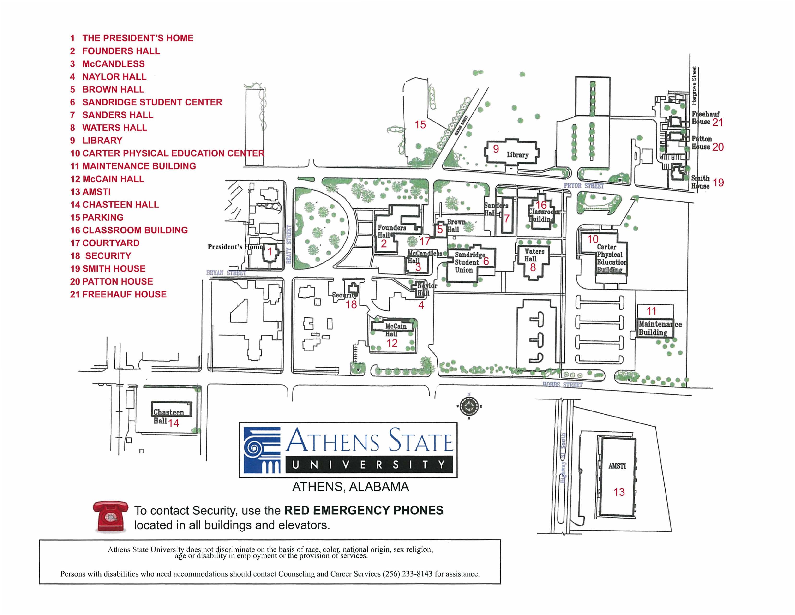 1 THE PRESIDENT'S HOME
2 FOUNDERS HALL
3 McCANDLESS
4 NAYLOR HALL
5 BROWN HALL
6 SANDRIDGE STUDENT CENTER
7 SANDERS HALL
8 WATERS HALL
9 LIBRARY
10 CARTER PHYSICAL EDUCATION CENTER
11 MAINTENANCE BUILDING
12 McCAIN HALL
13 AMSTI
14 CHASTEEN HALL
15 PARKING
16 CLASSROOM BUILDING
17 COURTYARD
18 SECURITY
19 SMITH HOUSE
20 PATTON HOUSE
21 FREEHAUF HOUSE
15
9
Library
Hargrove Street
Freehauf
House 21
Patton
House 20
Smith
House 19
PRYOR STREET
President's Home
1
BEATY STREET
BRYAN STREET
Founders
Hall
2
17
Brown
Hall
5
Sanders
Hall
7
16
Classroom
Building
McCandless
Hall
3
Sandridge
Student
Union
6
Waters
Hall
8
10
Carter
Physical
Education
Building
Security
18
Naylor
Hall
4
McCain
Hall
12
11
Maintenance
Building
HOBBS STREET
Chasteen
Hall 14
AMSTI
13
ATHENS STATE
UNIVERSITY
ATHENS, ALABAMA
To contact Security, use the RED EMERGENCY PHONES
located in all buildings and elevators.
Athens State University does not discriminate on the basis of race, color, national origin, sex religion,
age or disability in employment or the provision of services.
Persons with disabilities who need accommodations should contact Counseling and Career Services (256) 233-8143 for assistance.